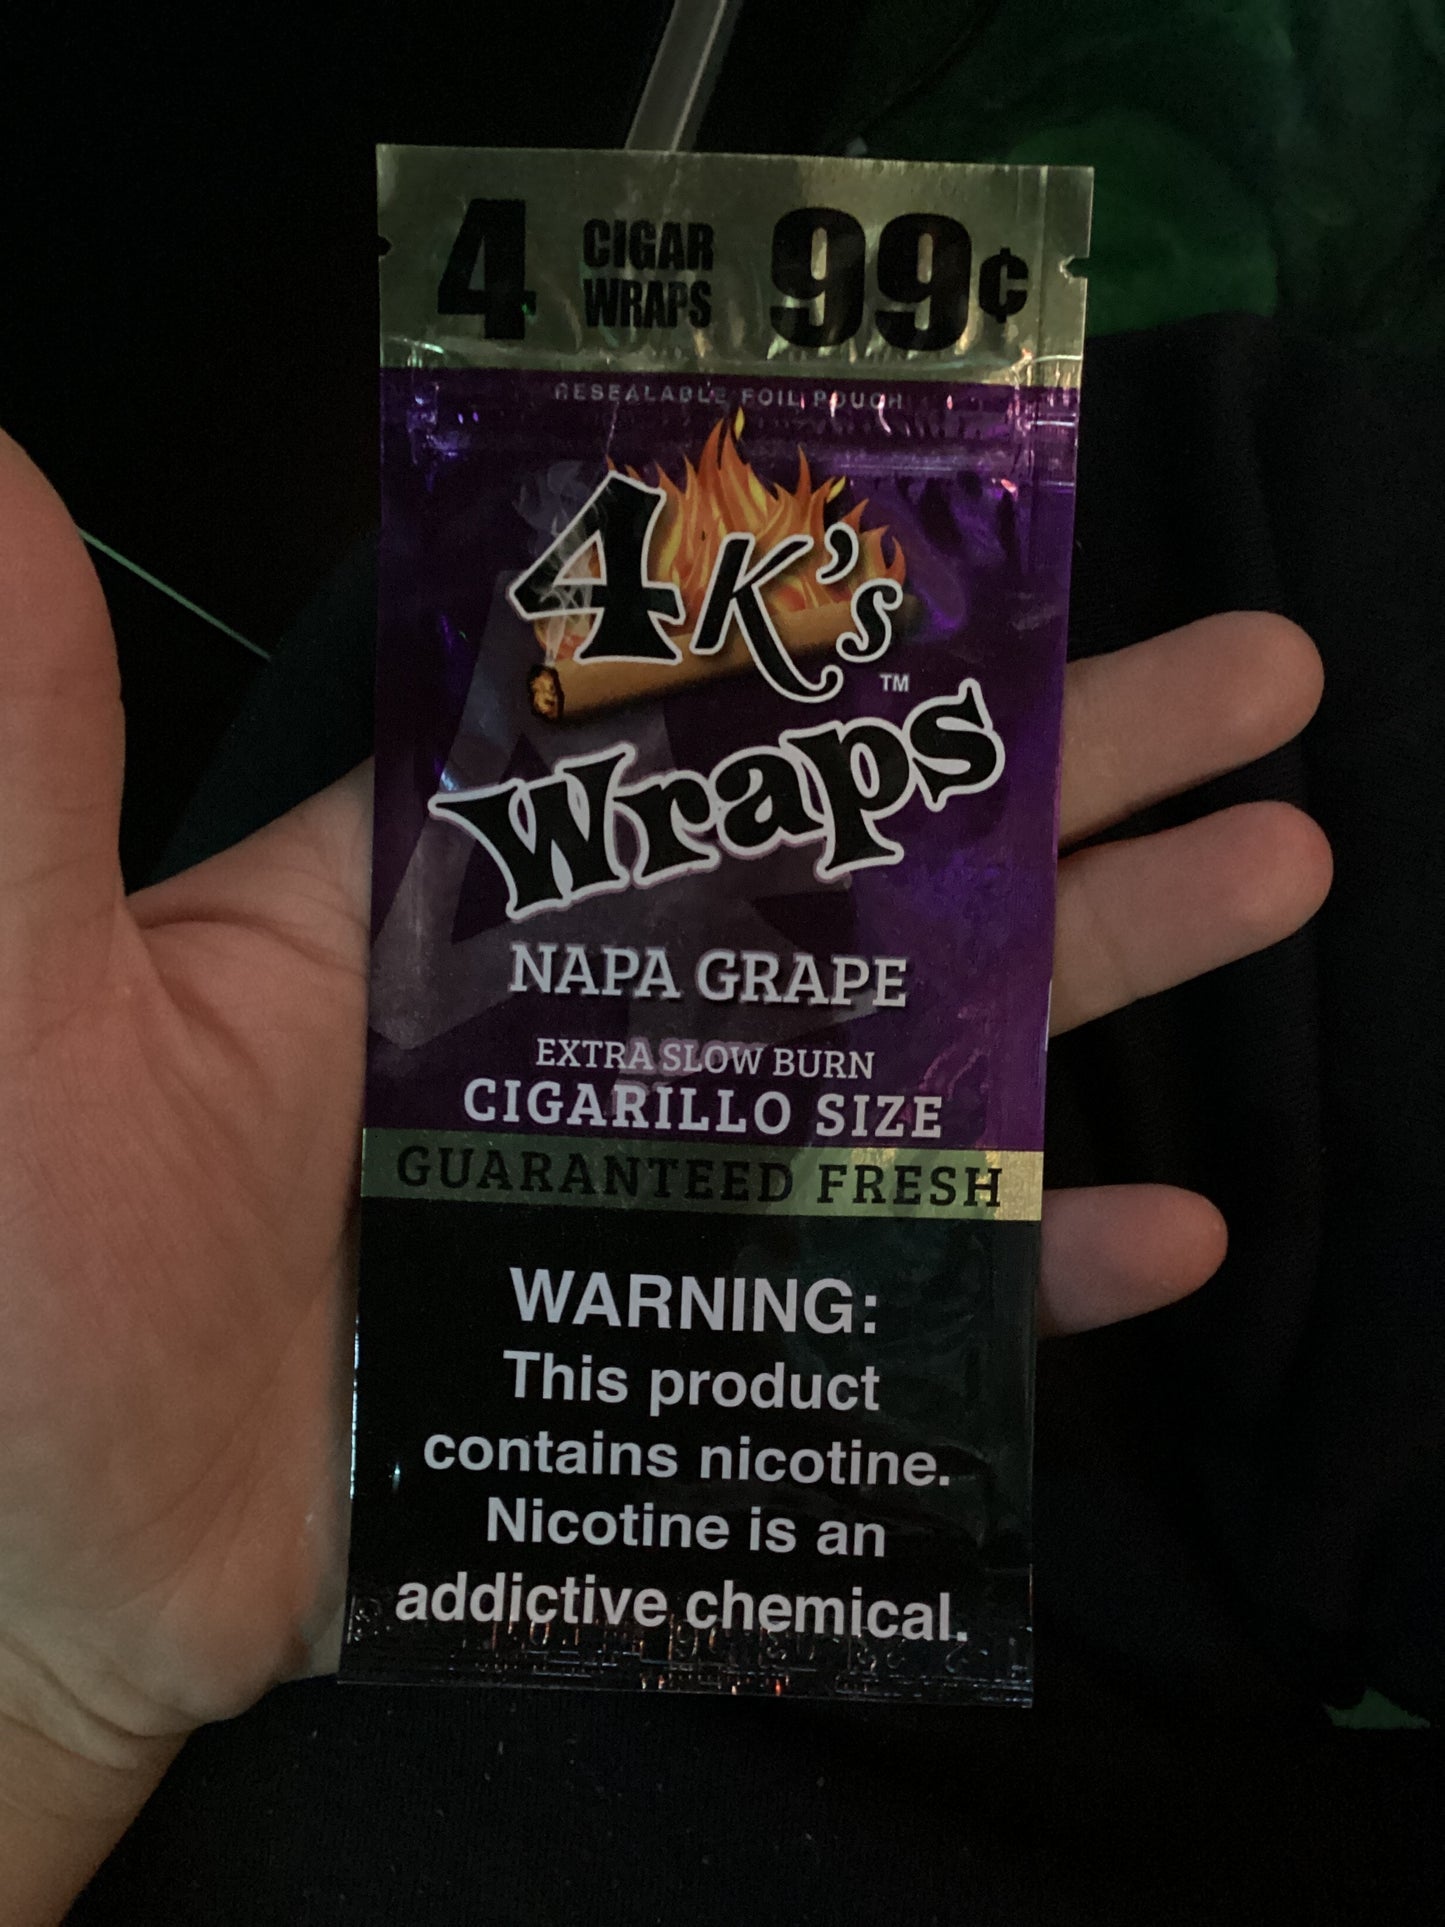 4 CIGAR WRAPS 99¢
RESEALABLE FOIL POUCH
4K's™
Wraps
NAPA GRAPE
EXTRA SLOW BURN
CIGARILLO SIZE
GUARANTEED FRESH
WARNING:
This product
contains nicotine.
Nicotine is an
addictive chemical.